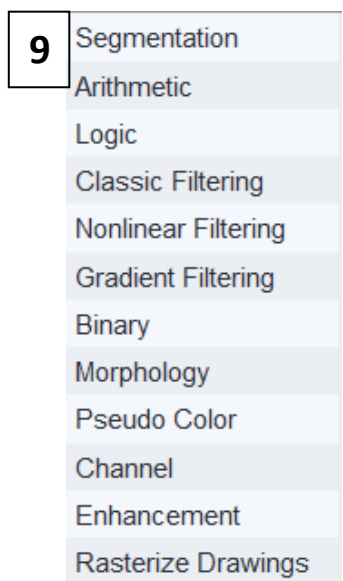 9
Segmentation
Arithmetic
Logic
Classic Filtering
Nonlinear Filtering
Gradient Filtering
Binary
Morphology
Pseudo Color
Channel
Enhancement
Rasterize Drawings